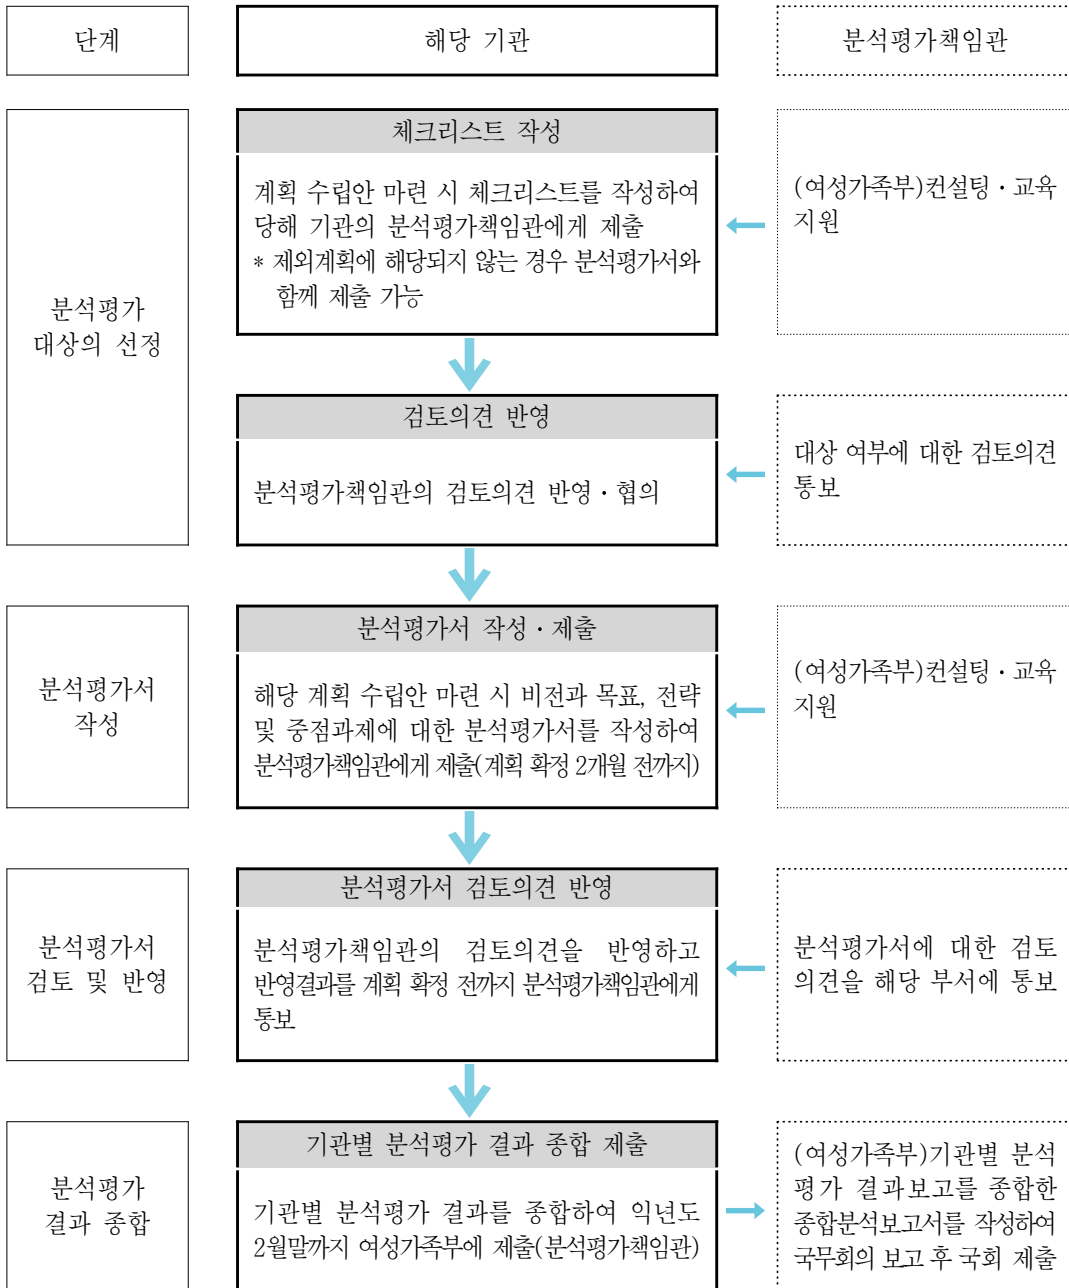 단계
해당 기관
분석평가책임관
분석평가
대상의 선정
체크리스트 작성
계획 수립안 마련 시 체크리스트를 작성하여
당해 기관의 분석평가책임관에게 제출
* 제외계획에 해당되지 않는 경우 분석평가서와
함께 제출 가능
(여성가족부)컨설팅·교육
지원
검토의견 반영
분석평가책임관의 검토의견 반영·협의
대상 여부에 대한 검토의견
통보
분석평가서
작성
분석평가서 작성·제출
해당 계획 수립안 마련 시 비전과 목표, 전략
및 중점과제에 대한 분석평가서를 작성하여
분석평가책임관에게 제출(계획 확정 2개월 전까지)
(여성가족부)컨설팅·교육
지원
분석평가서
검토 및 반영
분석평가서 검토의견 반영
분석평가책임관의 검토의견을 반영하고
반영결과를 계획 확정 전까지 분석평가책임관에게
통보
분석평가서에 대한 검토
의견을 해당 부서에 통보
분석평가
결과 종합
기관별 분석평가 결과 종합 제출
기관별 분석평가 결과를 종합하여 익년도
2월말까지 여성가족부에 제출(분석평가책임관)
(여성가족부)기관별 분석
평가 결과보고를 종합한
종합분석보고서를 작성하여
국무회의 보고 후 국회 제출